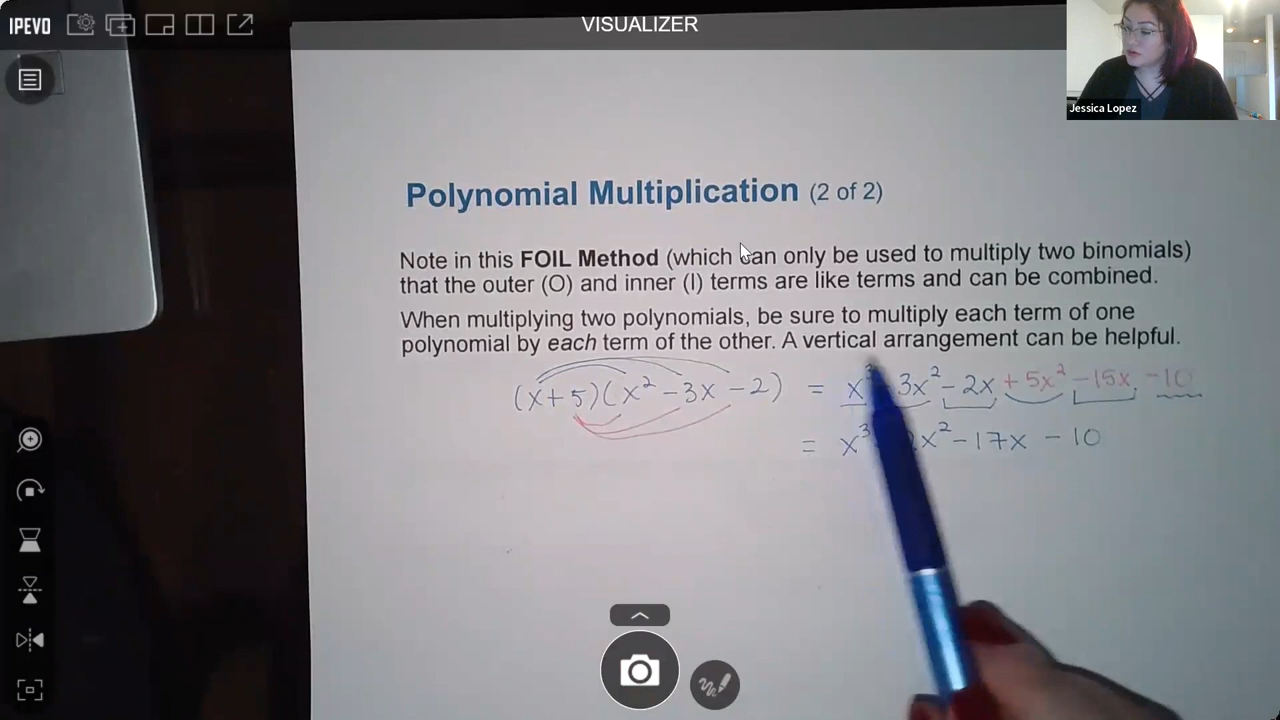 IPEVO
VISUALIZER
Jessica Lopez
Polynomial Multiplication (2 of 2)
Note in this FOIL Method (which can only be used to multiply two binomials)
that the outer (O) and inner (I) terms are like terms and can be combined.
When multiplying two polynomials, be sure to multiply each term of one
polynomial by each term of the other. A vertical arrangement can be helpful.
(x+5)(x² -3x -2) = x³ 3x² - 2x + 5x² - 15x - 10
= x³ x² - 17x - 10